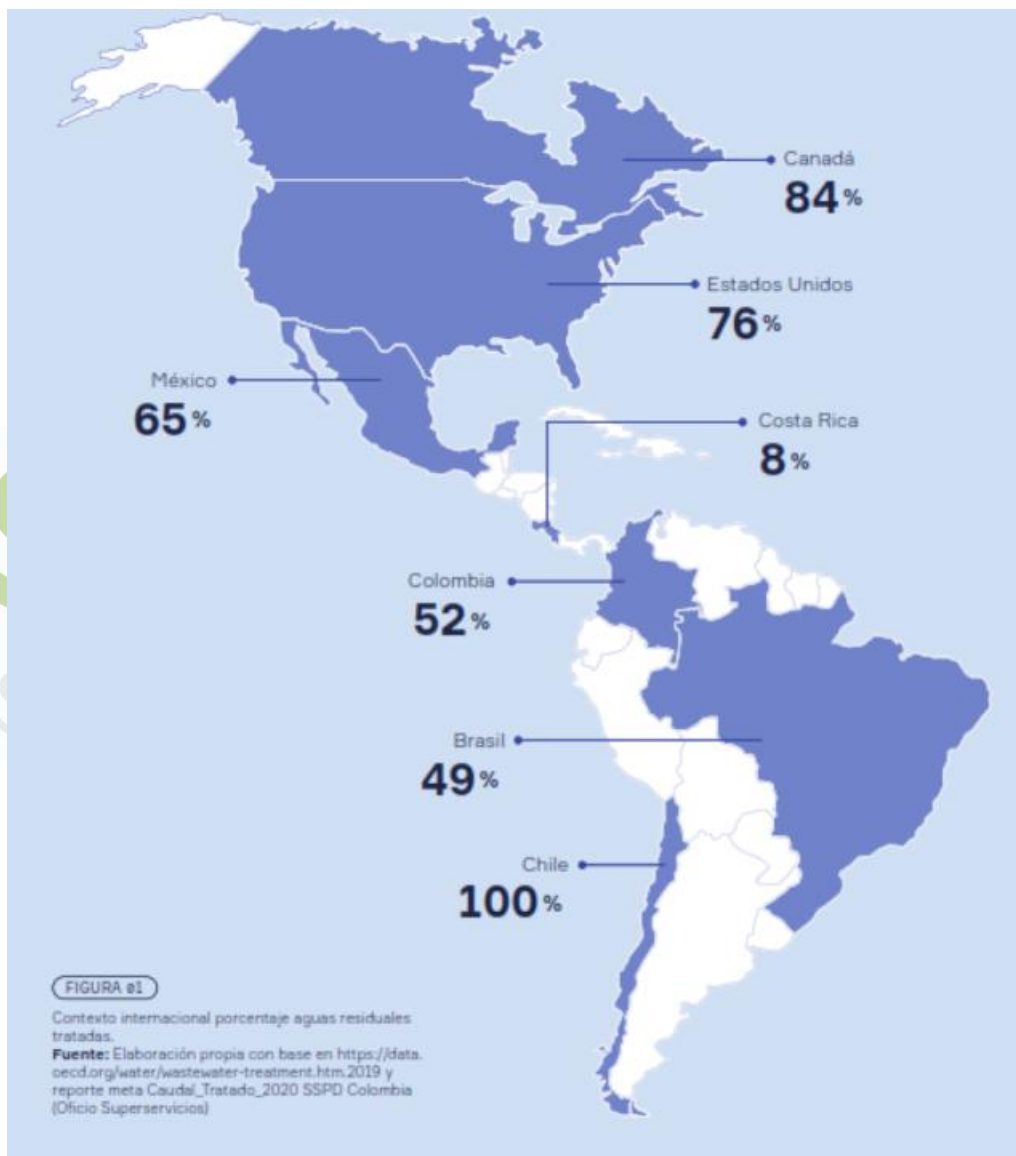 Canadá
84%
Estados Unidos
76%
México
65%
Costa Rica
8%
Colombia
52%
Brasil
49%
Chile
100%
FIGURA 01
Contexto internacional porcentaje aguas residuales
tratadas.
Fuente: Elaboración propia con base en https://data.
oecd.org/water/wastewater-treatment.htm.2019 y
reporte meta Caudal_Tratado_2020 SSPD Colombia
(Oficio Superservicios)